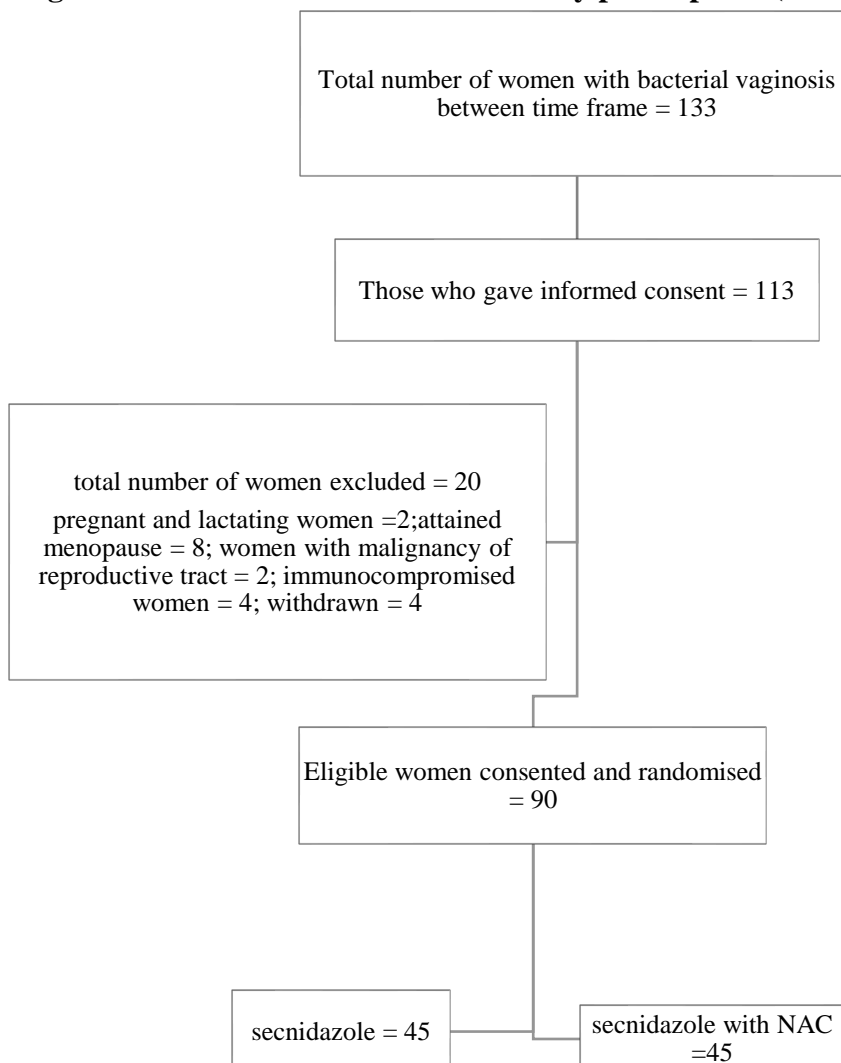 Total number of women with bacterial vaginosis
between time frame = 133
Those who gave informed consent = 113
total number of women excluded = 20
pregnant and lactating women =2;attained
menopause = 8; women with malignancy of
reproductive tract = 2; immunocompromised
women = 4; withdrawn = 4
Eligible women consented and randomised
= 90
secnidazole = 45
secnidazole with NAC
=45